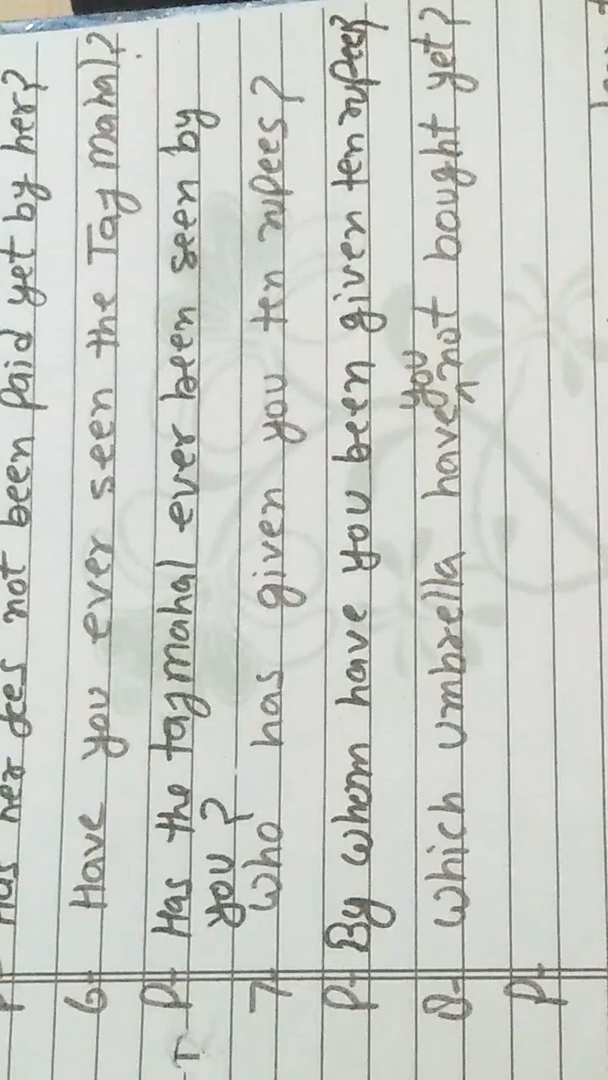 P- Has her fees not been paid yet by her?
6- Have you ever seen the Taj mahal?
P- Has the tajmahal ever been seen by
you?
7- Who has given you ten rupees?
P- By whom have you been given ten rupees?
8- which umbrella have you not bought yet?
P-